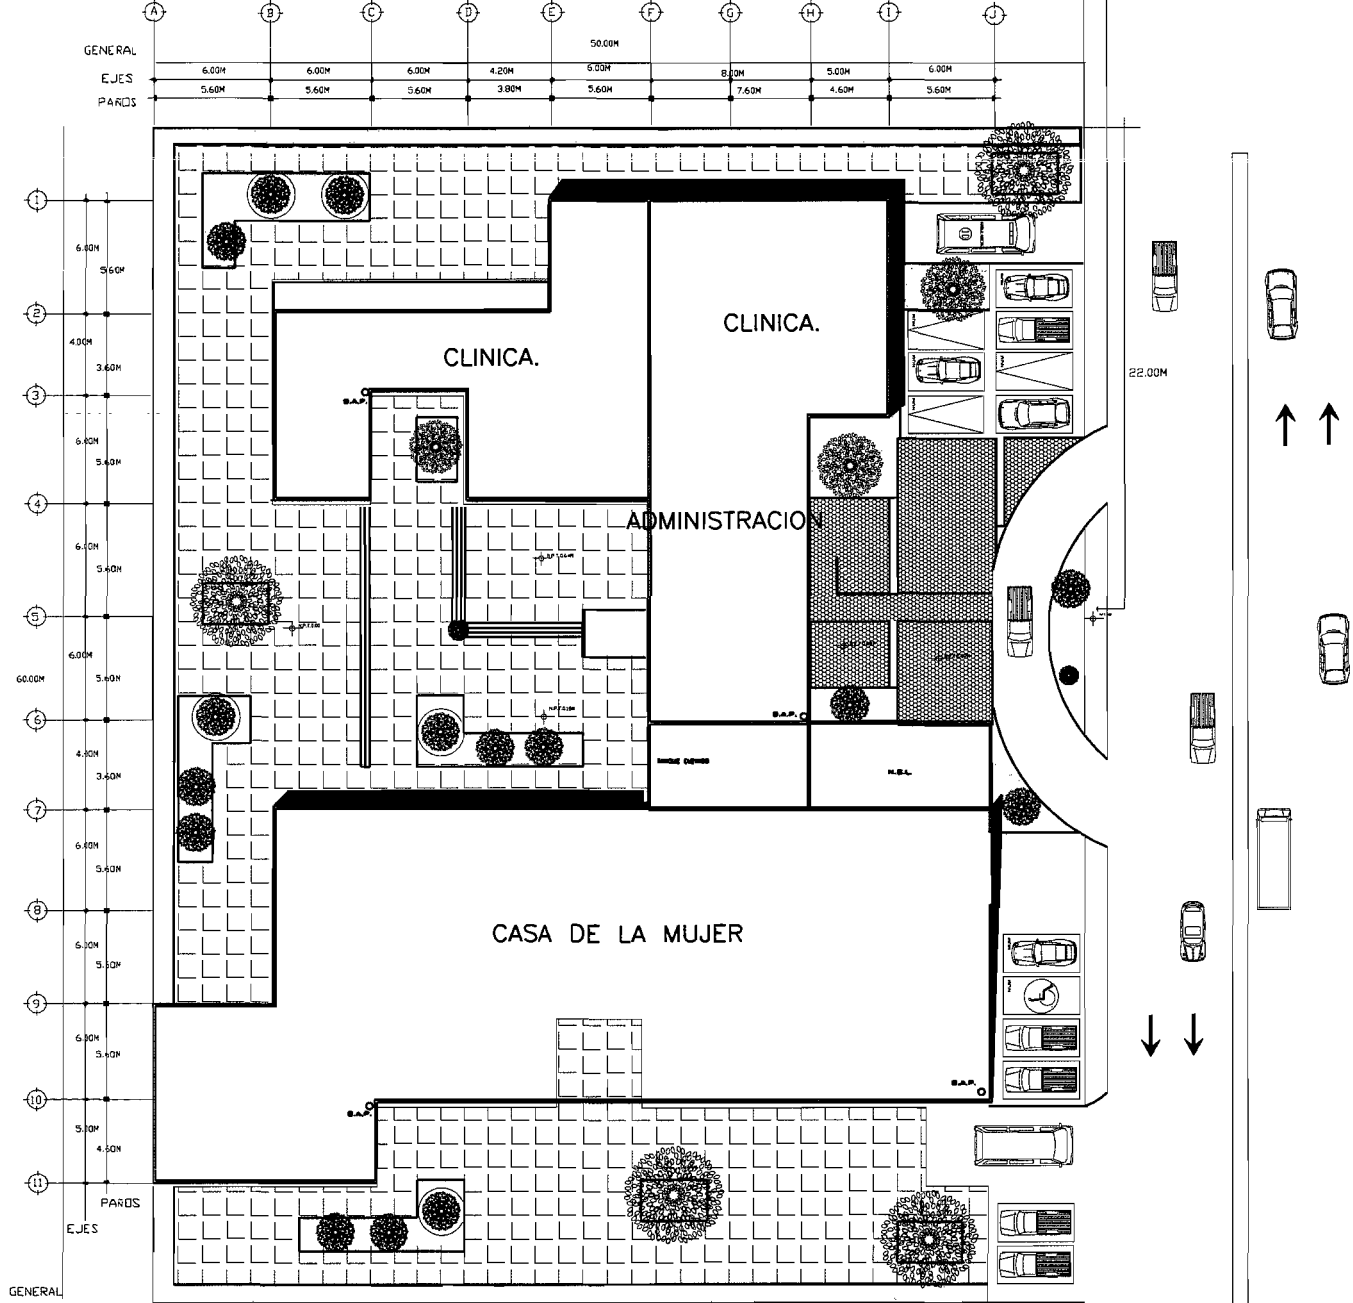 A B C D E F G H I J
GENERAL 50.00M
EJES 6.00M 6.00M 6.00M 4.20M 6.00M 8.00M 5.00M 6.00M
PAÑOS 5.60M 5.60M 5.60M 3.80M 5.60M 7.60M 4.60M 5.60M
1
6.00M
5.60M
2
CLINICA.
4.00M
CLINICA.
3.60M
22.00M
3
B.A.P.
6.00M
5.60M
4
ADMINISTRACION
6.00M
5.60M
5
6.00M
60.00M
5.60M
B.A.P.
6
4.00M
3.60M
7
6.00M
5.60M
8
CASA DE LA MUJER
6.00M
5.60M
9
6.00M
5.60M
B.A.P.
10
B.A.P.
5.00M
4.60M
11
PAÑOS
EJES
GENERAL